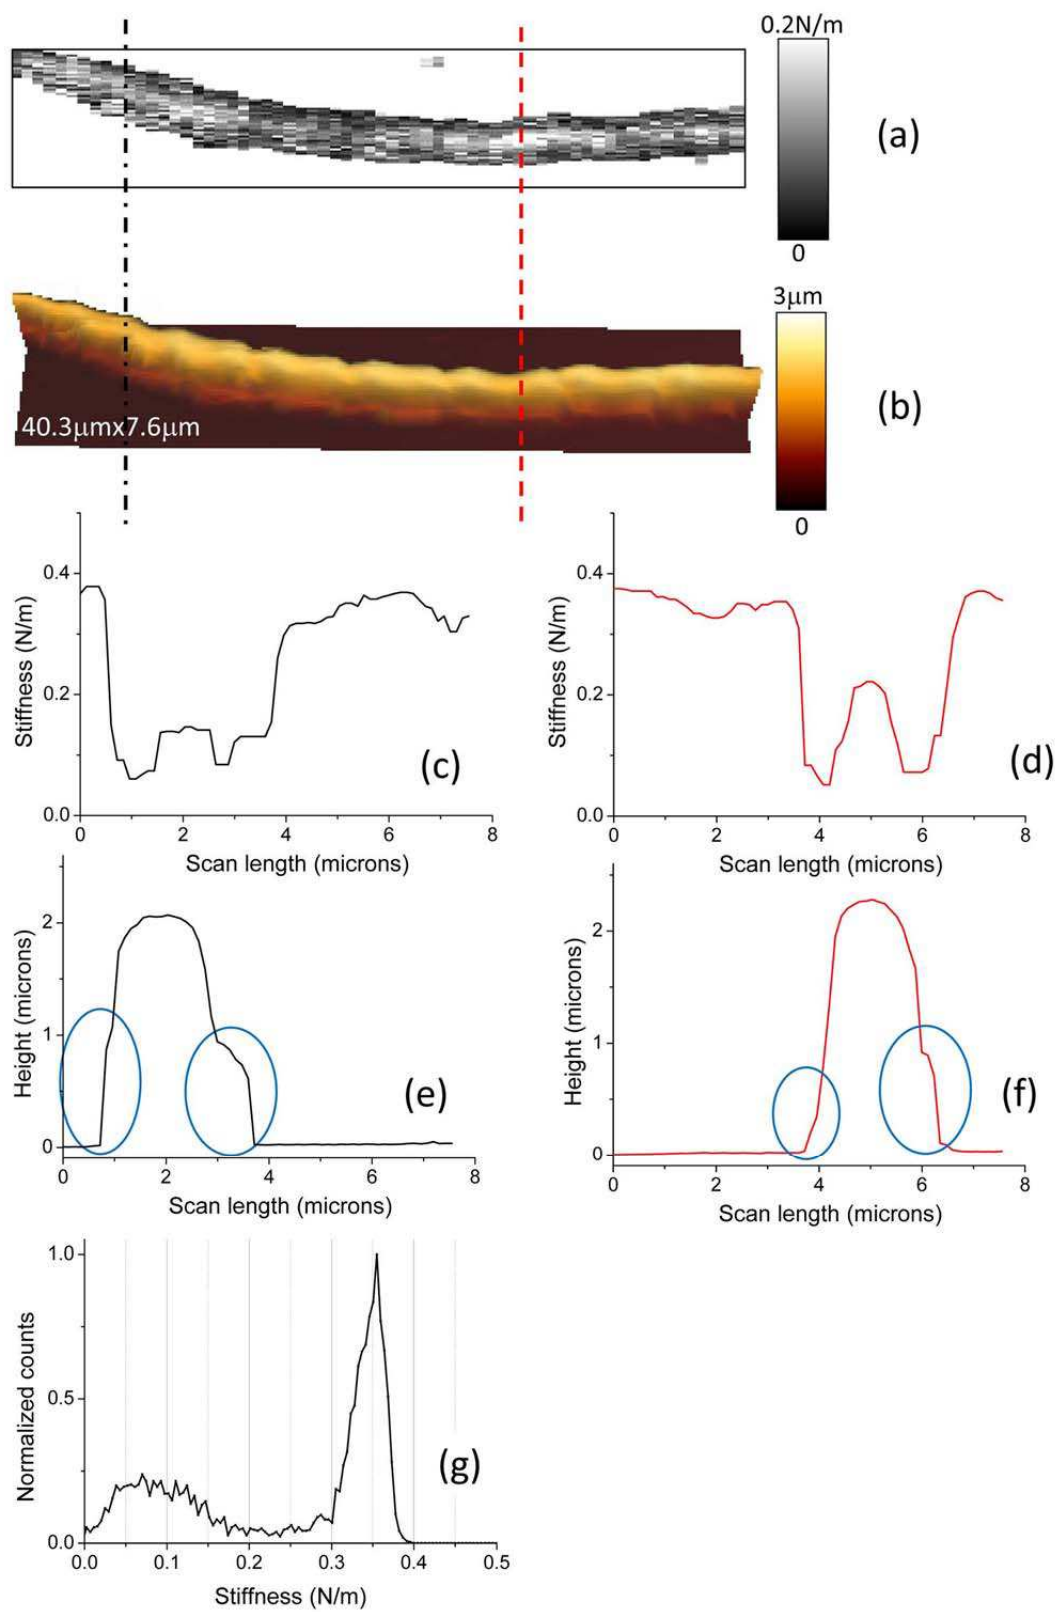 0.2N/m
(a)
0
3μm
(b)
40.3μmx7.6μm
0
0.4
0.2
0.0
Stiffness (N/m)
(c)
0 2 4 6 8
Scan length (microns)
0.4
0.2
0.0
Stiffness (N/m)
(d)
0 2 4 6 8
Scan length (microns)
2
1
0
Height (microns)
(e)
0 2 4 6 8
Scan length (microns)
2
1
0
Height (microns)
(f)
0 2 4 6 8
Scan length (microns)
1.0
0.5
0.0
Normalized counts
(g)
0.0 0.1 0.2 0.3 0.4 0.5
Stiffness (N/m)